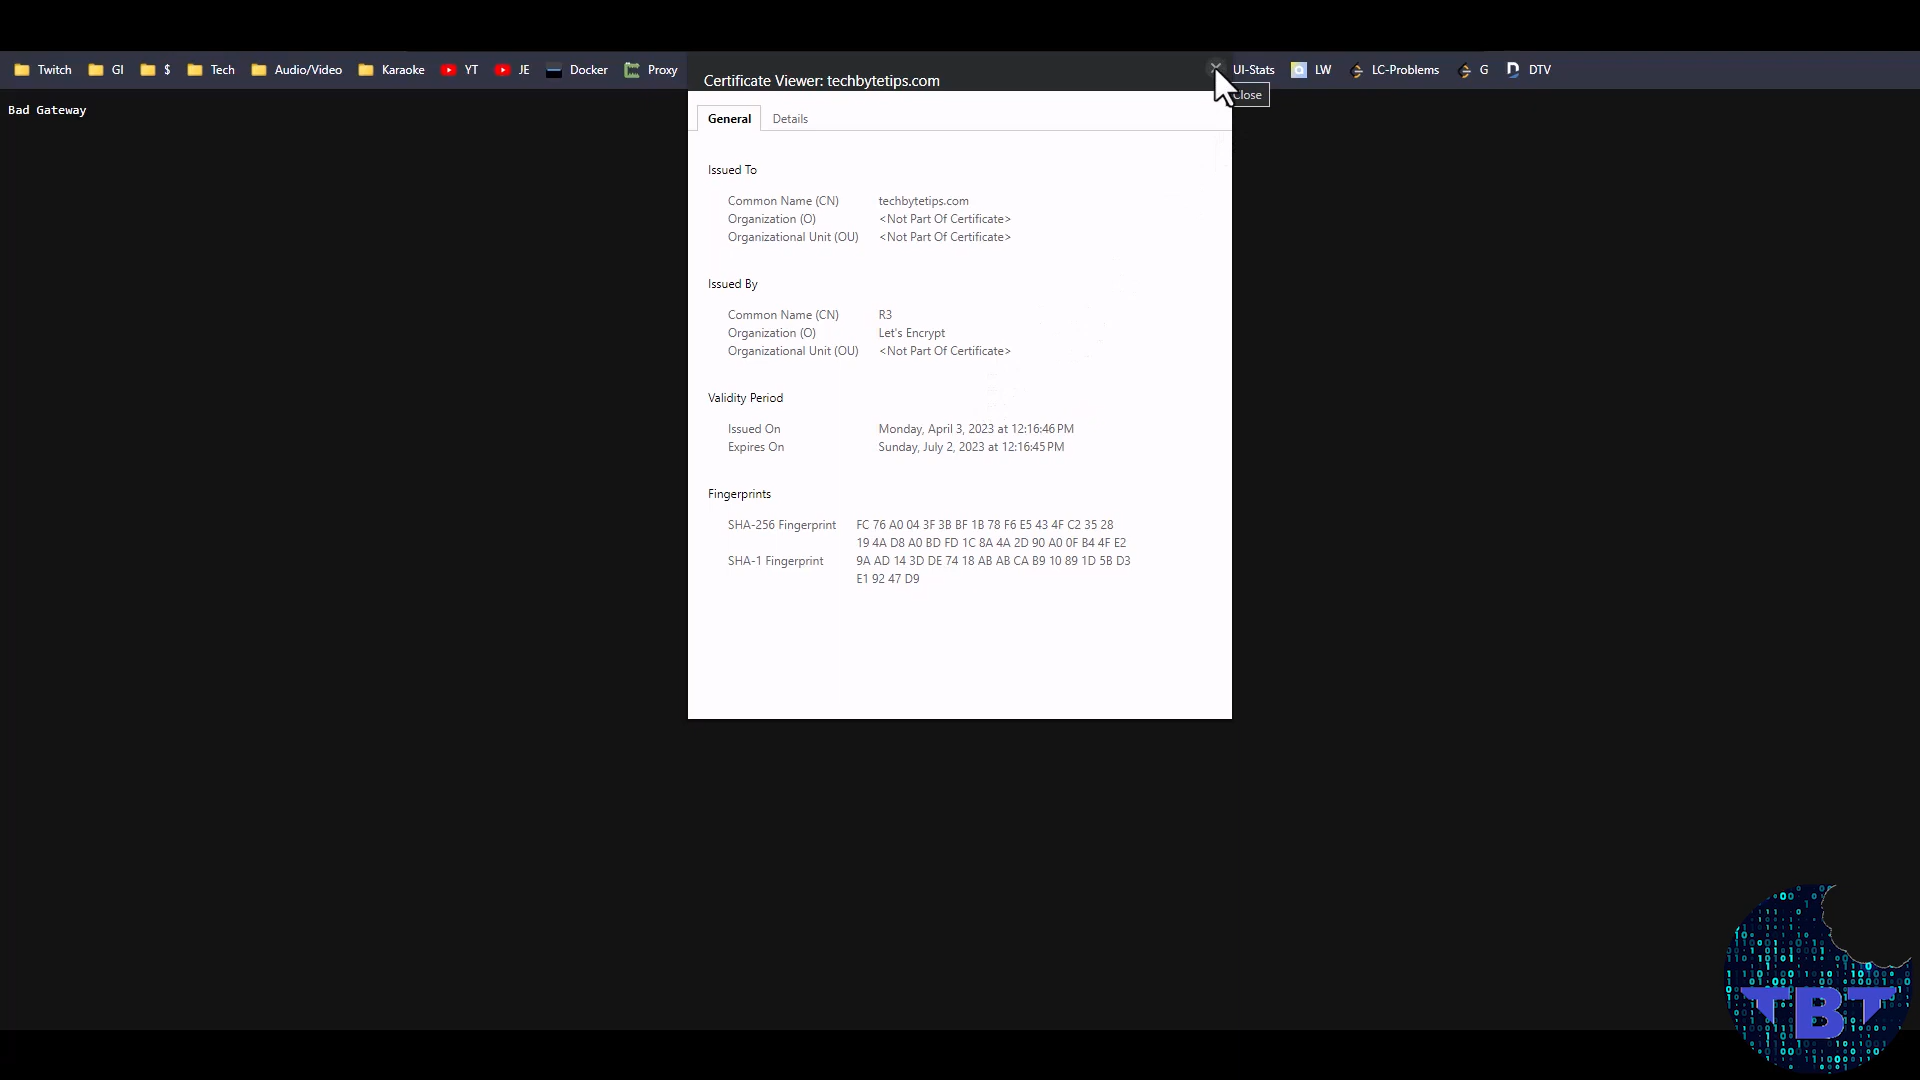 Twitch GI $ Tech Audio/Video Karaoke YT JE Docker Proxy UI-Stats LW LC-Problems G DTV
Certificate Viewer: techbytetips.com
Close
Bad Gateway
General Details
Issued To
Common Name (CN) techbytetips.com
Organization (O) <Not Part Of Certificate>
Organizational Unit (OU) <Not Part Of Certificate>
Issued By
Common Name (CN) R3
Organization (O) Let's Encrypt
Organizational Unit (OU) <Not Part Of Certificate>
Validity Period
Issued On Monday, April 3, 2023 at 12:16:46 PM
Expires On Sunday, July 2, 2023 at 12:16:45 PM
Fingerprints
SHA-256 Fingerprint FC 76 A0 04 3F 3B BF 1B 78 F6 E5 43 4F C2 35 28
19 4A D8 A0 BD FD 1C 8A 4A 2D 90 A0 0F B4 4F E2
SHA-1 Fingerprint 9A AD 14 3D DE 74 18 AB AB CA B9 10 89 1D 5B D3
E1 92 47 D9
TBT